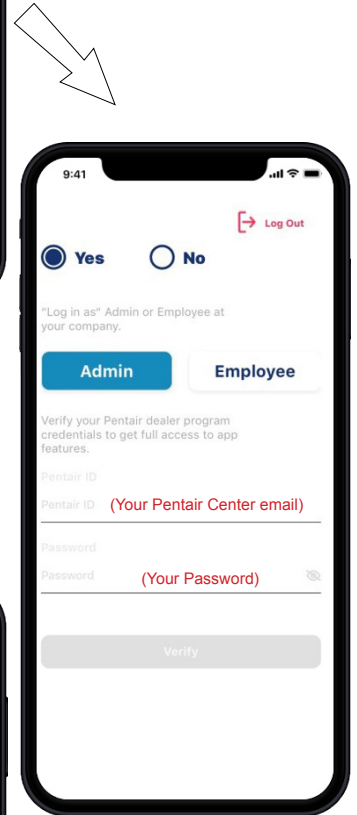 9:41
Log Out
Yes No
"Log in as" Admin or Employee at
your company.
Admin Employee
Verify your Pentair dealer program
credentials to get full access to app
features.
Pentair ID
Pentair ID (Your Pentair Center email)
Password
Password (Your Password)
Verify